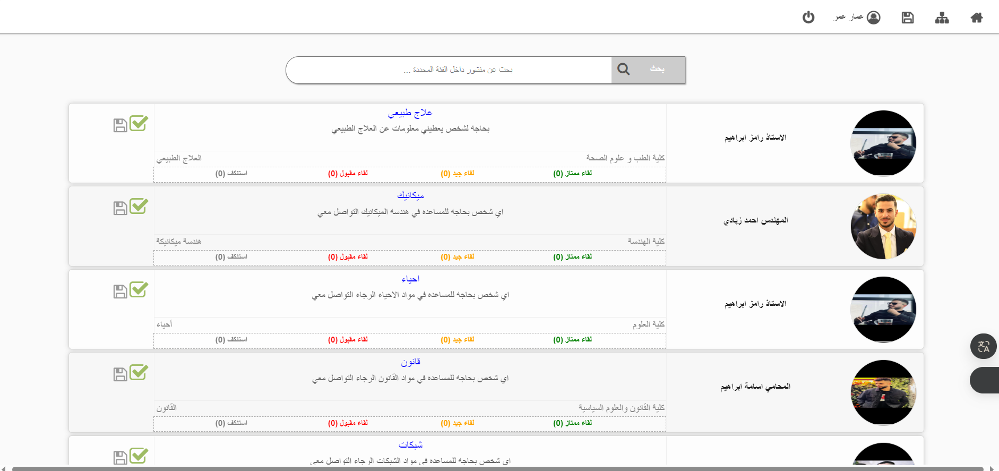 عمار عمر
بحث
بحث عن منشور داخل الفئة المحددة ...
الاستاذ رامز ابراهيم
علاج طبيعي
بحاجه لشخص يعطيني معلومات عن العلاج الطبيعي
كلية الطب و علوم الصحة العلاج الطبيعي
لقاء ممتاز (0) لقاء جيد (0) لقاء مقبول (0) استنكف (0)
المهندس احمد زبادي
ميكانيك
اي شخص بحاجه للمساعده في هندسه الميكانيك التواصل معي
كلية الهندسة هندسة ميكانيكة
لقاء ممتاز (0) لقاء جيد (0) لقاء مقبول (0) استنكف (0)
الاستاذ رامز ابراهيم
احياء
اي شخص بحاجه للمساعده في مواد الاحياء الرجاء التواصل معي
كلية العلوم أحياء
لقاء ممتاز (0) لقاء جيد (0) لقاء مقبول (0) استنكف (0)
المحامي اسامة ابراهيم
قانون
اي شخص بحاجه للمساعده في مواد القانون الرجاء التواصل معي
كلية القانون والعلوم السياسية القانون
لقاء ممتاز (0) لقاء جيد (0) لقاء مقبول (0) استنكف (0)
شبكات
اي شخص بحاجه للمساعده في مواد الشبكات الرجاء التواصل معي